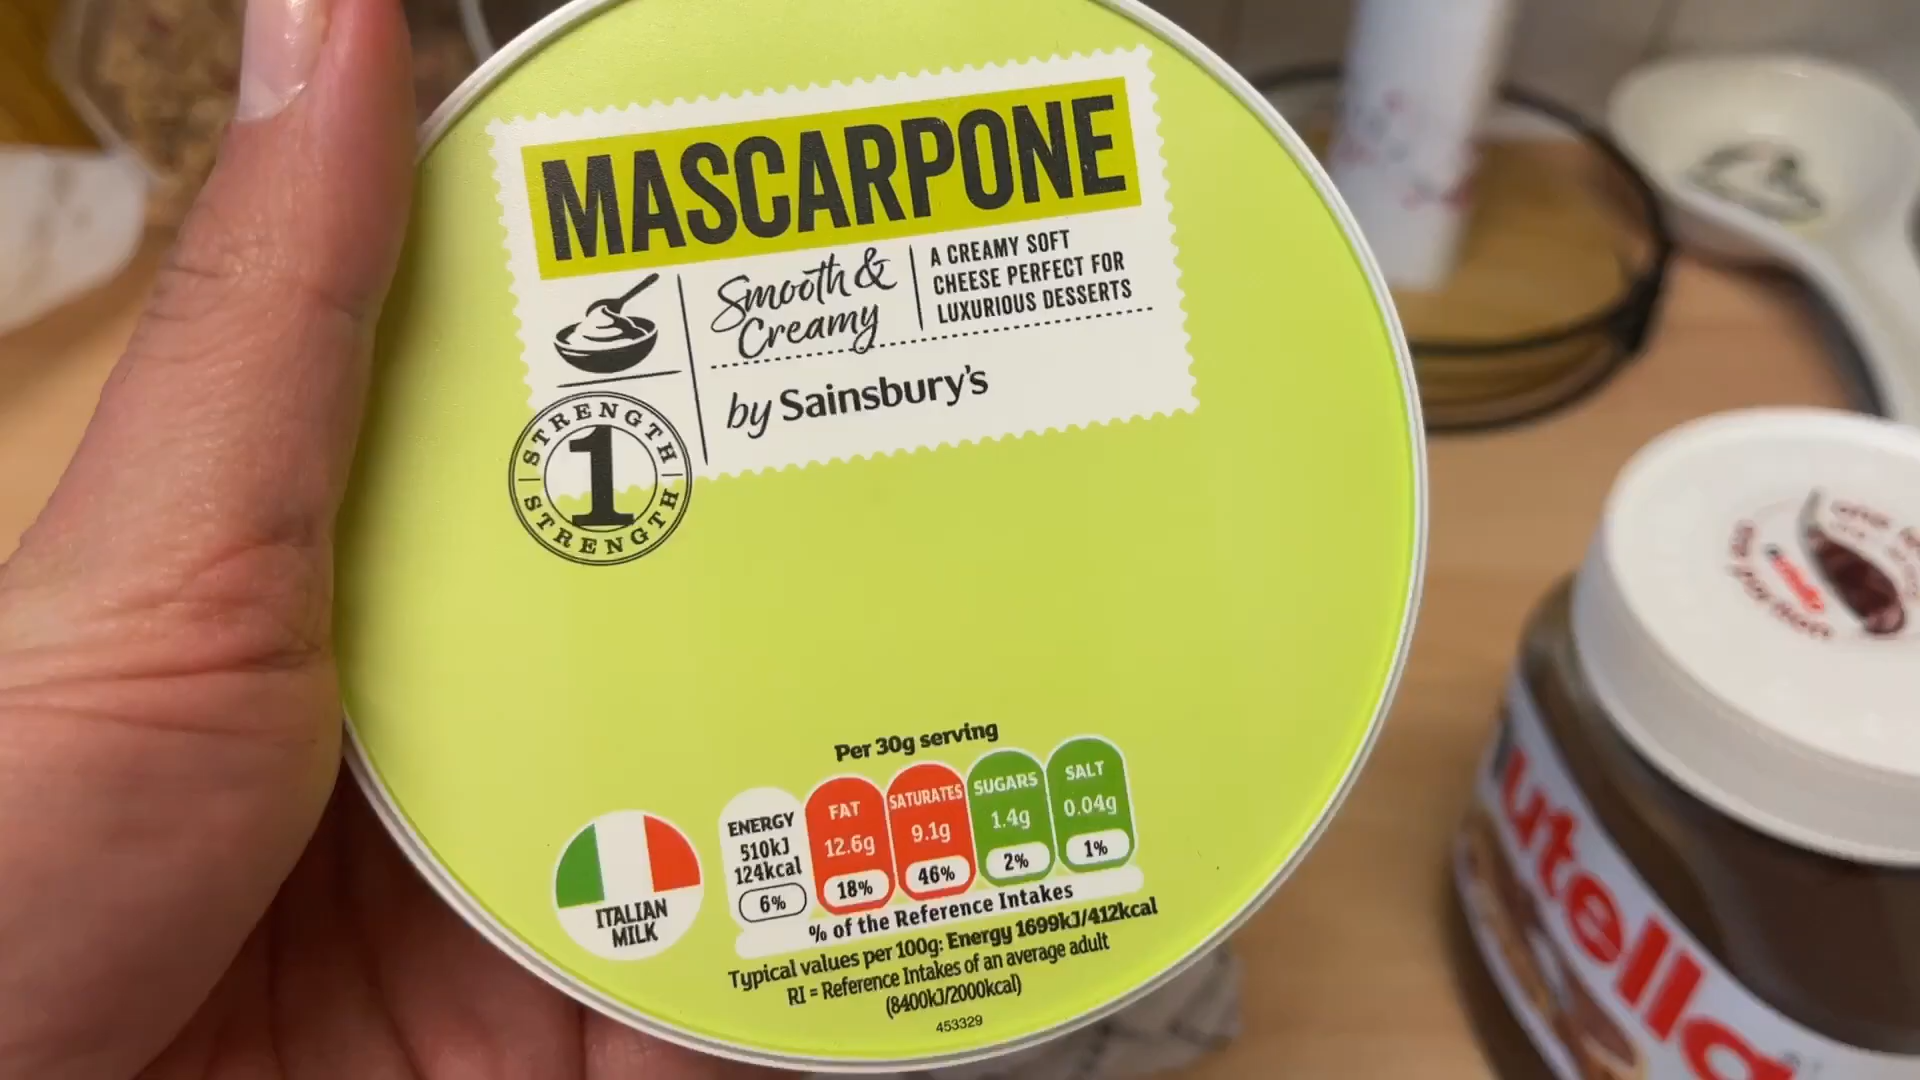 MASCARPONE
Smooth &
Creamy
A CREAMY SOFT
CHEESE PERFECT FOR
LUXURIOUS DESSERTS
by Sainsbury's
STRENGTH
1
STRENGTH
Per 30g serving
ENERGY
510kJ
124kcal
6%
FAT
12.6g
18%
SATURATES
9.1g
46%
SUGARS
1.4g
2%
SALT
0.04g
1%
% of the Reference Intakes
Typical values per 100g: Energy 1699kJ/412kcal
RI = Reference Intakes of an average adult
(8400kJ/2000kcal)
453329
ITALIAN
MILK
nutella